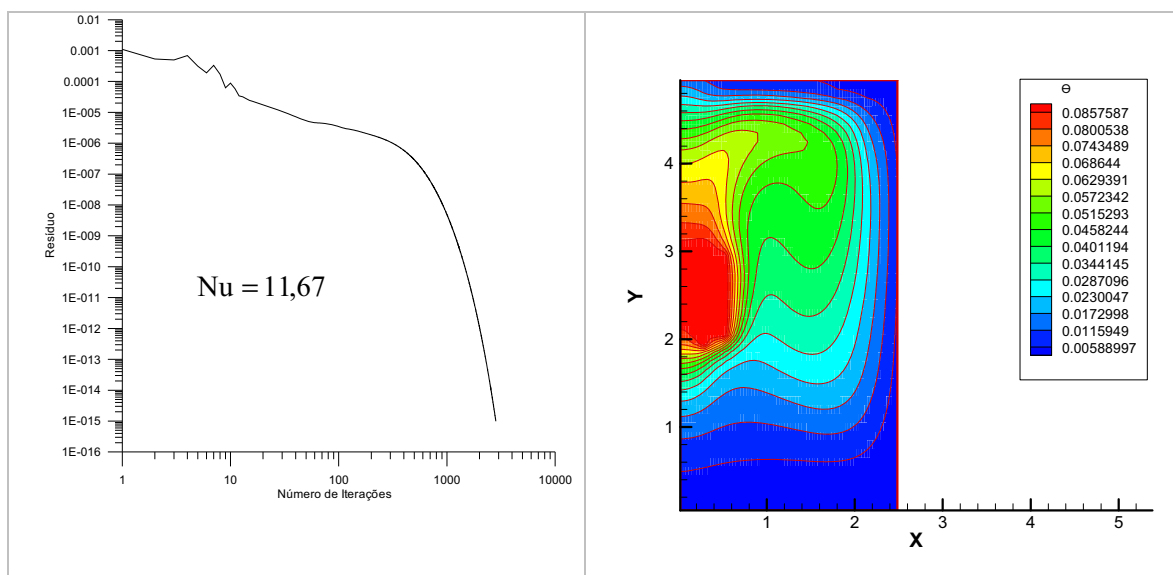 0.01
0.001
0.0001
1E-005
1E-006
1E-007
1E-008
1E-009
1E-010
1E-011
1E-012
1E-013
1E-014
1E-015
1E-016
Resíduo
Nu = 11,67
1 10 100 1000 10000
Número de Iterações
Y
4
3
2
1
1 2 3 4 5
X
Θ
0.0857587
0.0800538
0.0743489
0.068644
0.0629391
0.0572342
0.0515293
0.0458244
0.0401194
0.0344145
0.0287096
0.0230047
0.0172998
0.0115949
0.00588997